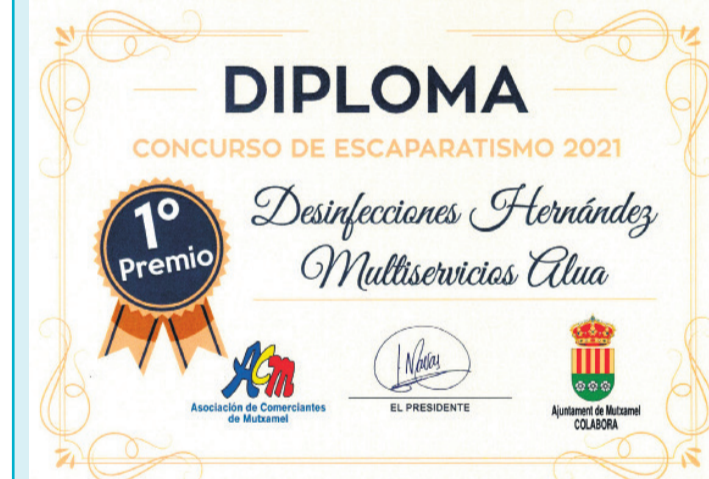 DIPLOMA
CONCURSO DE ESCAPARATISMO 2021
1º
Premio
Desinfecciones Hernández
Multiservicios Alua
ACM
Asociación de Comerciantes
de Mutxamel
EL PRESIDENTE
Ajuntament de Mutxamel
COLABORA